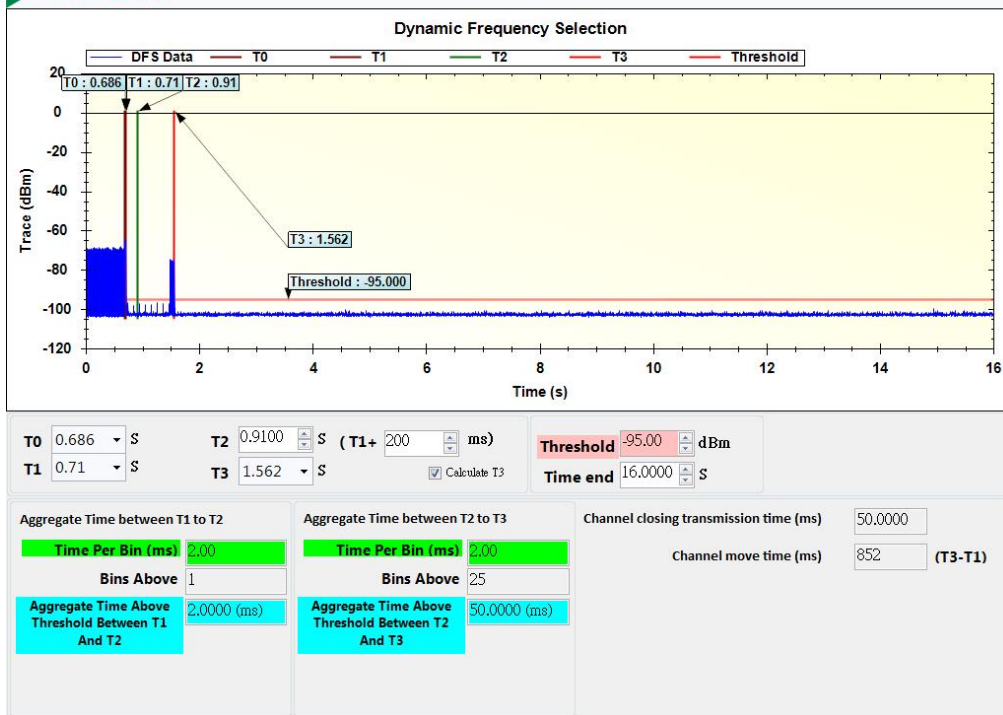 Dynamic Frequency Selection
DFS Data T0 T1 T2 T3 Threshold
T0 : 0.686 T1 : 0.71 T2 : 0.91
T3 : 1.562
Threshold : -95.000
Trace (dBm)
20
0
-20
-40
-60
-80
-100
-120
0 2 4 6 8 10 12 14 16
Time (s)
T0 0.686 S T2 0.9100 S (T1+ 200 ms) Threshold -95.00 dBm
T1 0.71 S T3 1.562 S Calculate T3 Time end 16.0000 S
Aggregate Time between T1 to T2
Time Per Bin (ms) 2.00
Bins Above 1
Aggregate Time Above
Threshold Between T1
And T2
2.0000 (ms)
Aggregate Time between T2 to T3
Time Per Bin (ms) 2.00
Bins Above 25
Aggregate Time Above
Threshold Between T2
And T3
50.0000 (ms)
Channel closing transmission time (ms) 50.0000
Channel move time (ms) 852 (T3-T1)